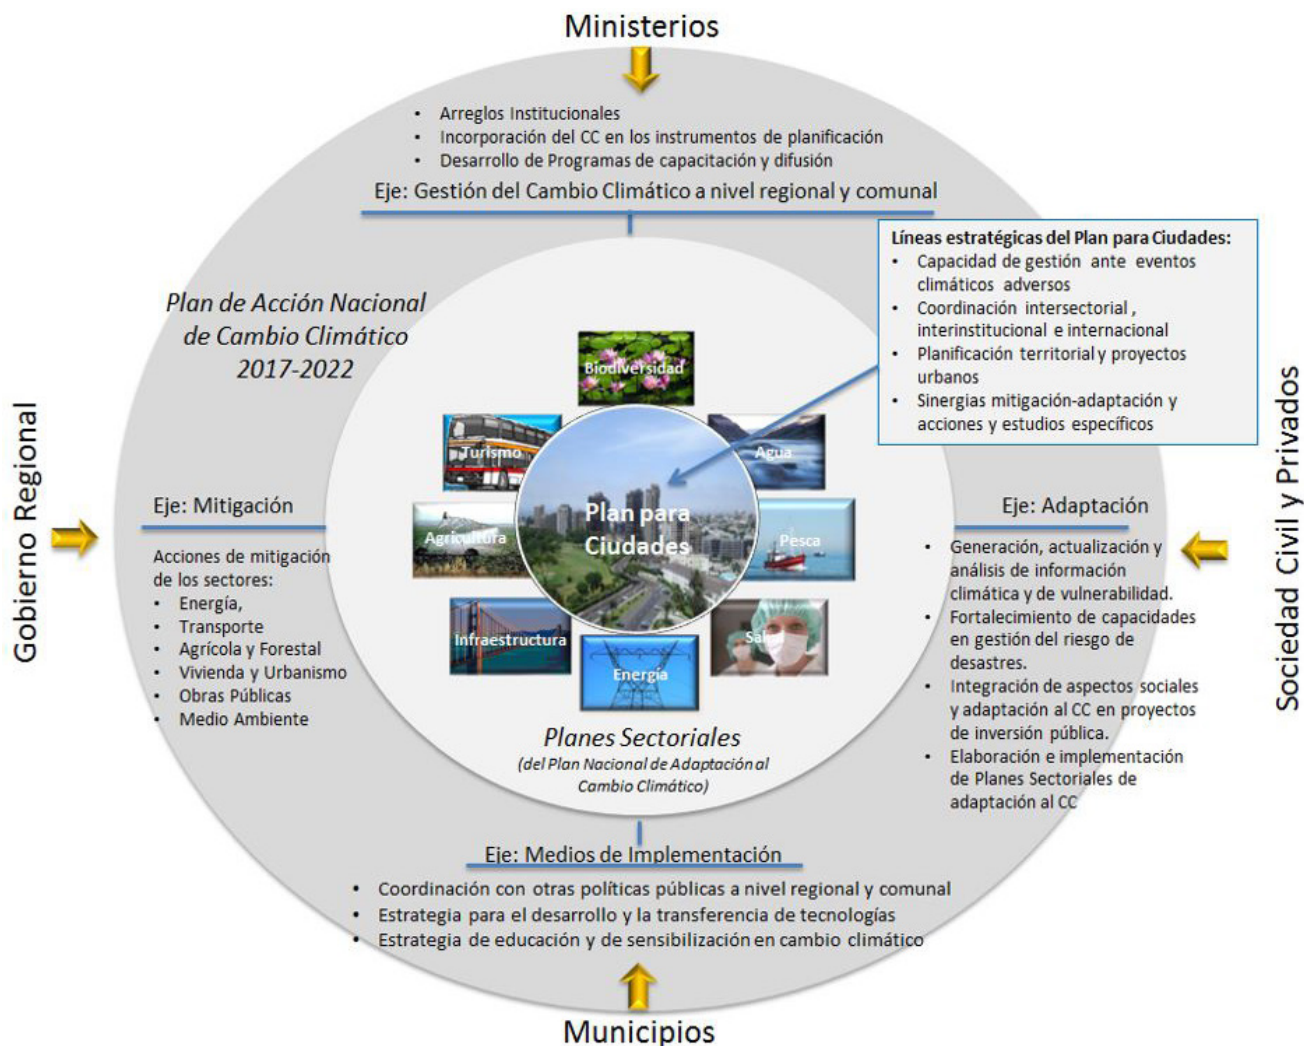 Ministerios
• Arreglos Institucionales
• Incorporación del CC en los instrumentos de planificación
• Desarrollo de Programas de capacitación y difusión
Eje: Gestión del Cambio Climático a nivel regional y comunal
Líneas estratégicas del Plan para Ciudades:
• Capacidad de gestión ante eventos
climáticos adversos
• Coordinación intersectorial ,
interinstitucional e internacional
• Planificación territorial y proyectos
urbanos
• Sinergias mitigación-adaptación y
acciones y estudios específicos
Plan de Acción Nacional
de Cambio Climático
2017-2022
Biodiversidad
Turismo
Agua
Agricultura
Plan para
Ciudades
Pesca
Infraestructura
Energía
Salud
Planes Sectoriales
(del Plan Nacional de Adaptación al
Cambio Climático)
Gobierno Regional
Eje: Mitigación
Acciones de mitigación
de los sectores:
• Energía,
• Transporte
• Agrícola y Forestal
• Vivienda y Urbanismo
• Obras Públicas
• Medio Ambiente
Eje: Adaptación
• Generación, actualización y
análisis de información
climática y de vulnerabilidad.
• Fortalecimiento de capacidades
en gestión del riesgo de
desastres.
• Integración de aspectos sociales
y adaptación al CC en proyectos
de inversión pública.
• Elaboración e implementación
de Planes Sectoriales de
adaptación al CC
Sociedad Civil y Privados
Eje: Medios de Implementación
• Coordinación con otras políticas públicas a nivel regional y comunal
• Estrategia para el desarrollo y la transferencia de tecnologías
• Estrategia de educación y de sensibilización en cambio climático
Municipios